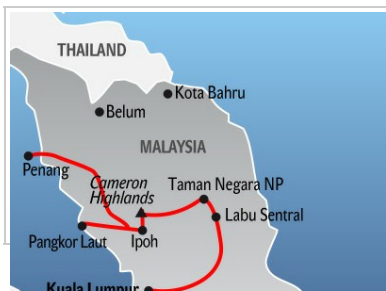 THAILAND
Kota Bahru
Belum
MALAYSIA
Penang
Cameron
Highlands
Taman Negara NP
Labu Sentral
Pangkor Laut
Ipoh
Kuala Lumpur